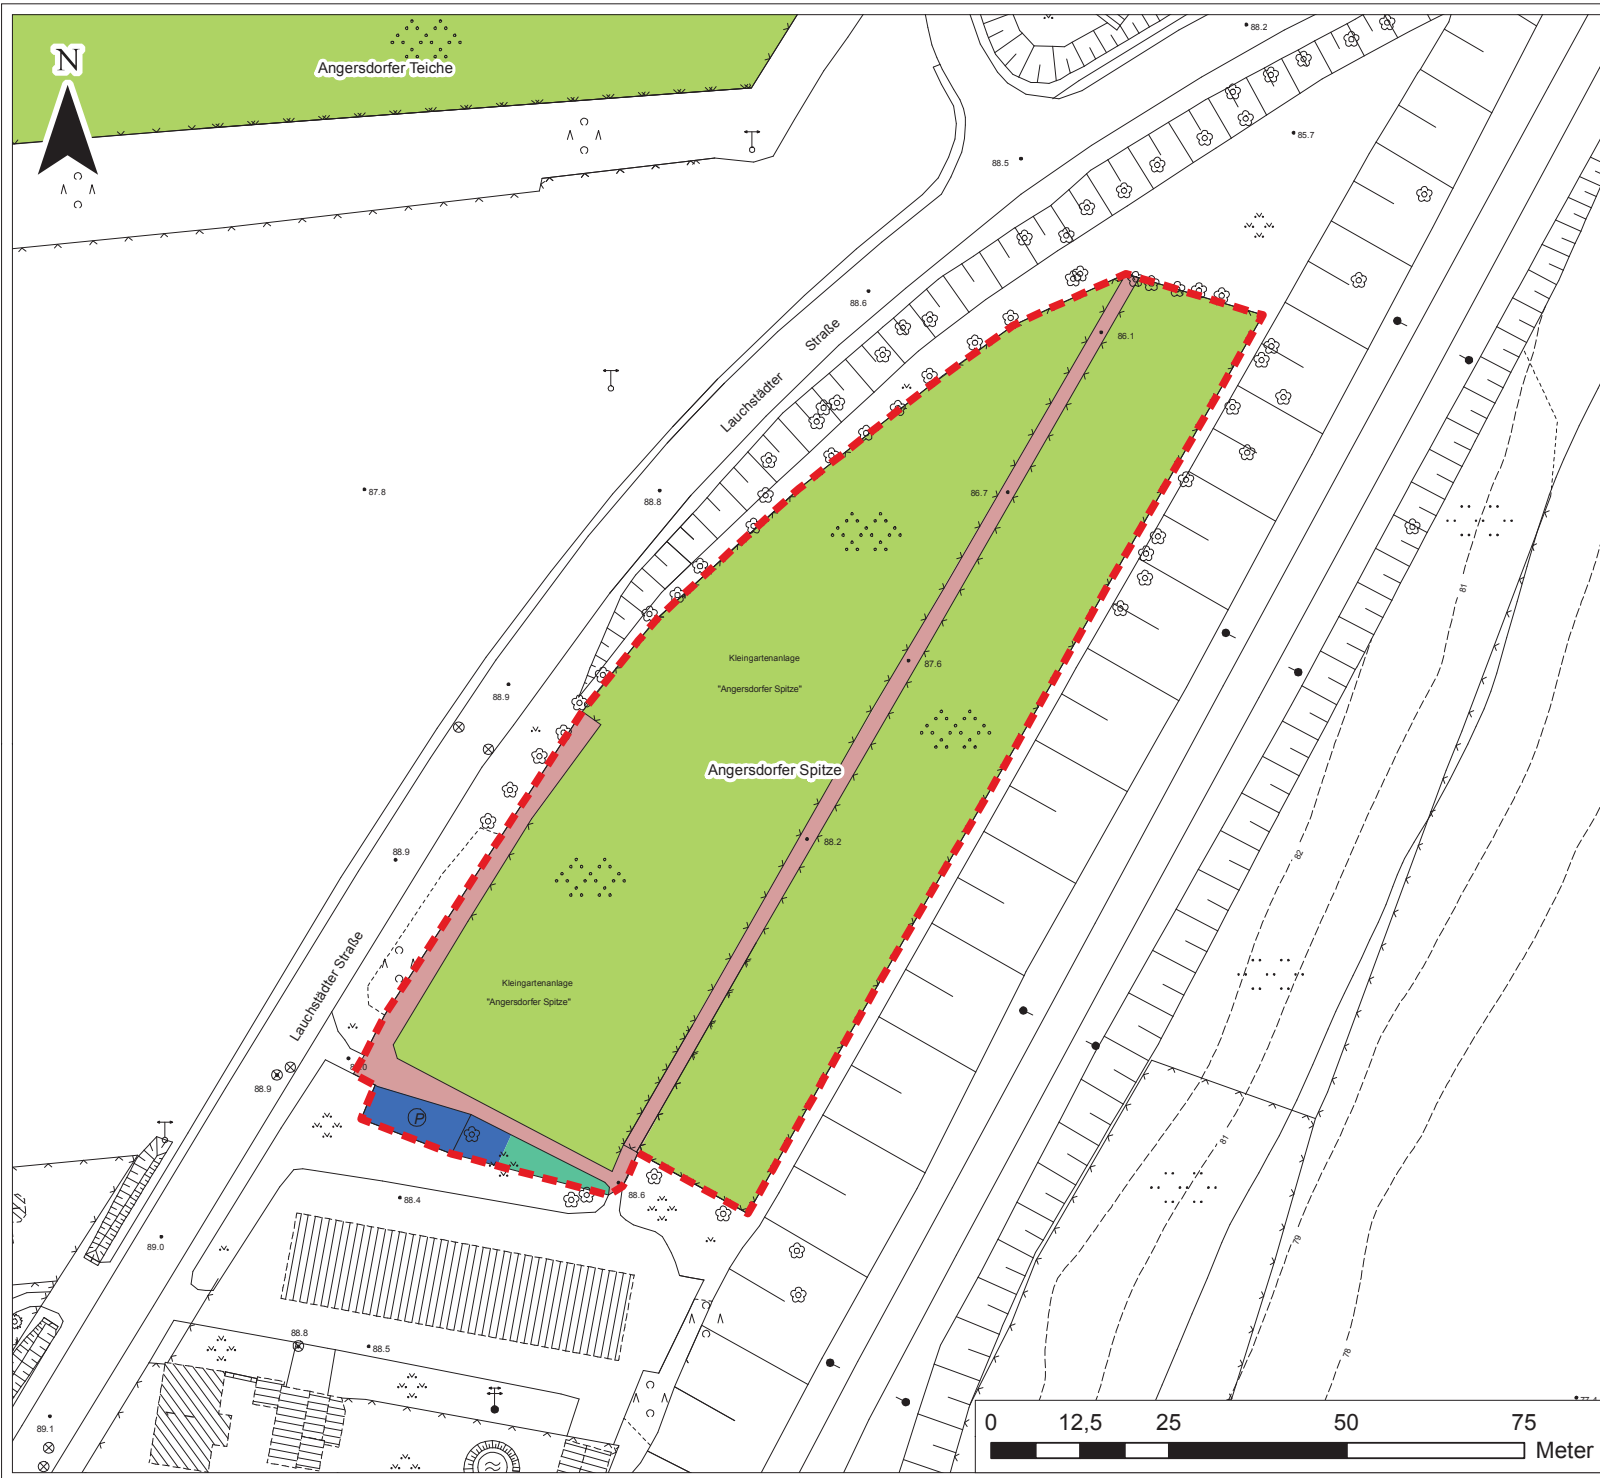 88.2
N
Angersdorfer Teiche
85.7
88.5
88.6
Straße
86.1
Lauchstädter
87.8
88.8
86.7
81
Kleingartenanlage
"Angersdorfer Spitze"
87.6
88.9
Angersdorfer Spitze
88.2
88.9
82
Lauchstädter Straße
Kleingartenanlage
"Angersdorfer Spitze"
88.9
P
81
88.6
88.4
89.0
79
88.8
88.5
78
89.1
0 12,5 25 50 75
Meter